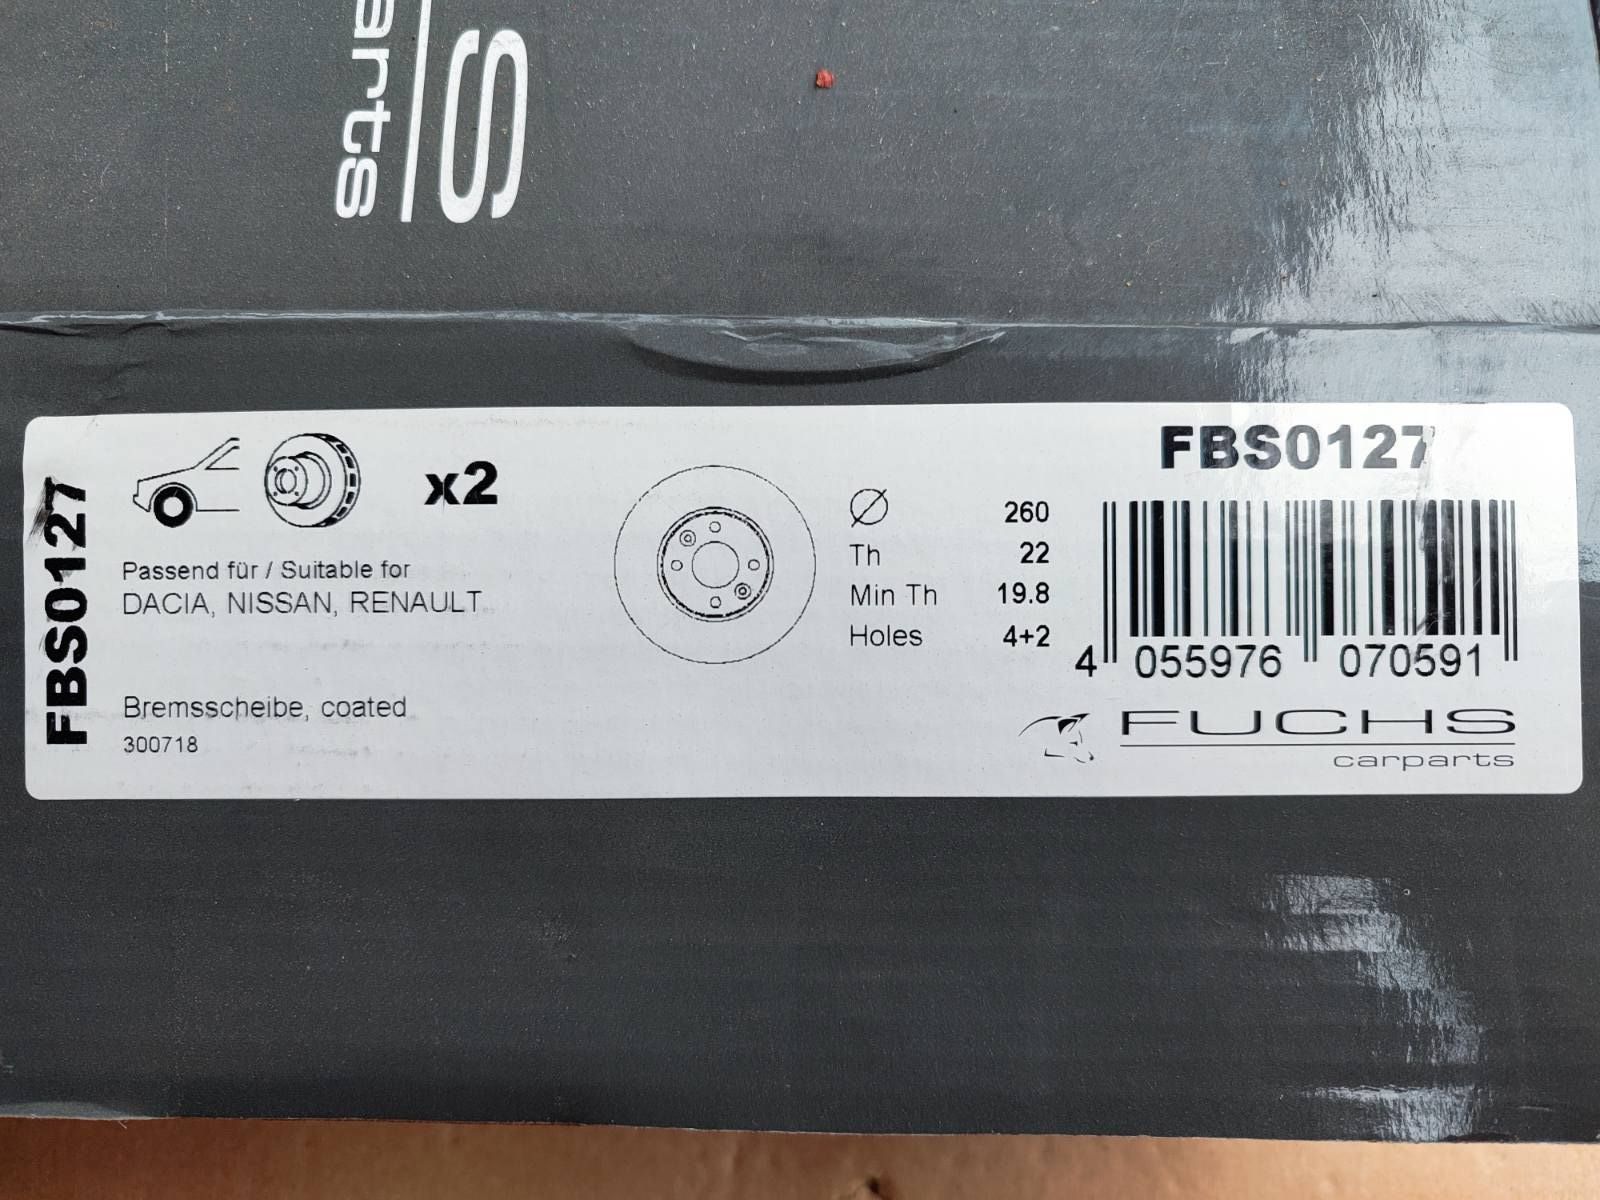 S
arts
FBS0127
x2
Passend für / Suitable for
DACIA, NISSAN, RENAULT
Bremsscheibe, coated
300718
Ø 260
Th 22
Min Th 19.8
Holes 4+2
FBS0127
4 055976 070591
FUCHS
carparts